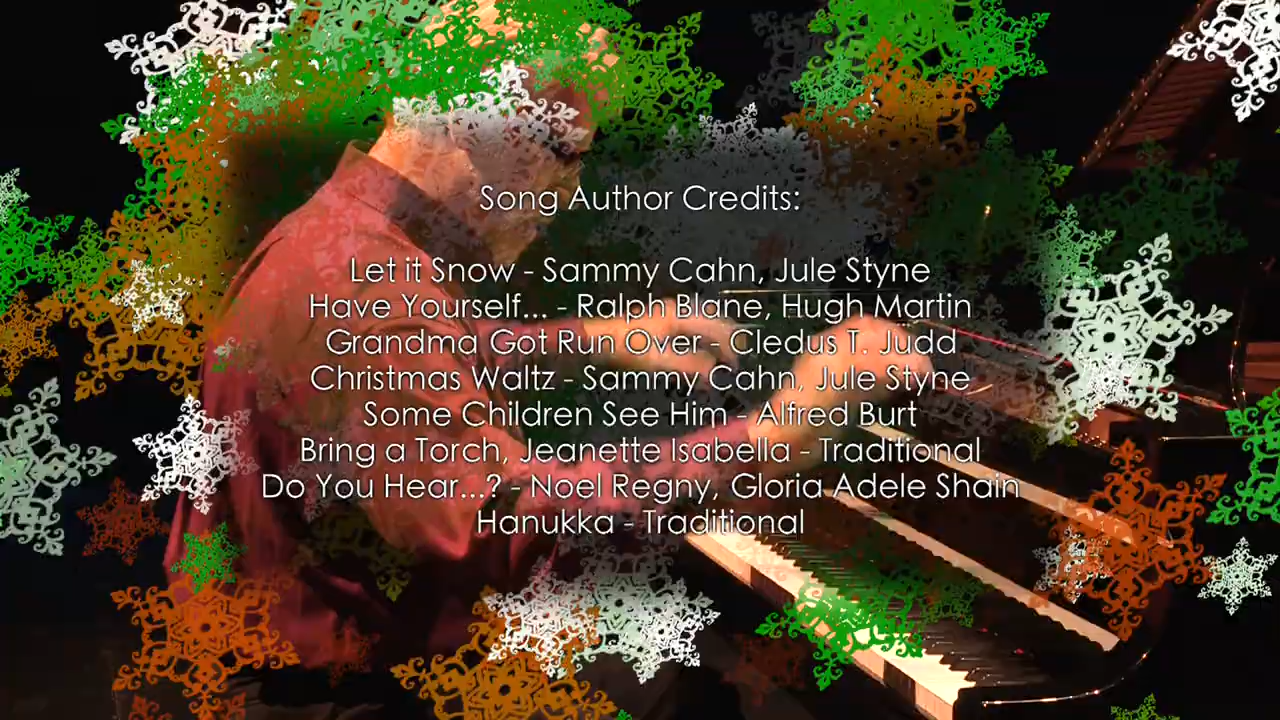 Song Author Credits:
Let it Snow - Sammy Cahn, Jule Styne
Have Yourself... - Ralph Blane, Hugh Martin
Grandma Got Run Over - Cledus T. Judd
Christmas Waltz - Sammy Cahn, Jule Styne
Some Children See Him - Alfred Burt
Bring a Torch, Jeanette Isabella - Traditional
Do You Hear...? - Noel Regny, Gloria Adele Shain
Hanukka - Traditional